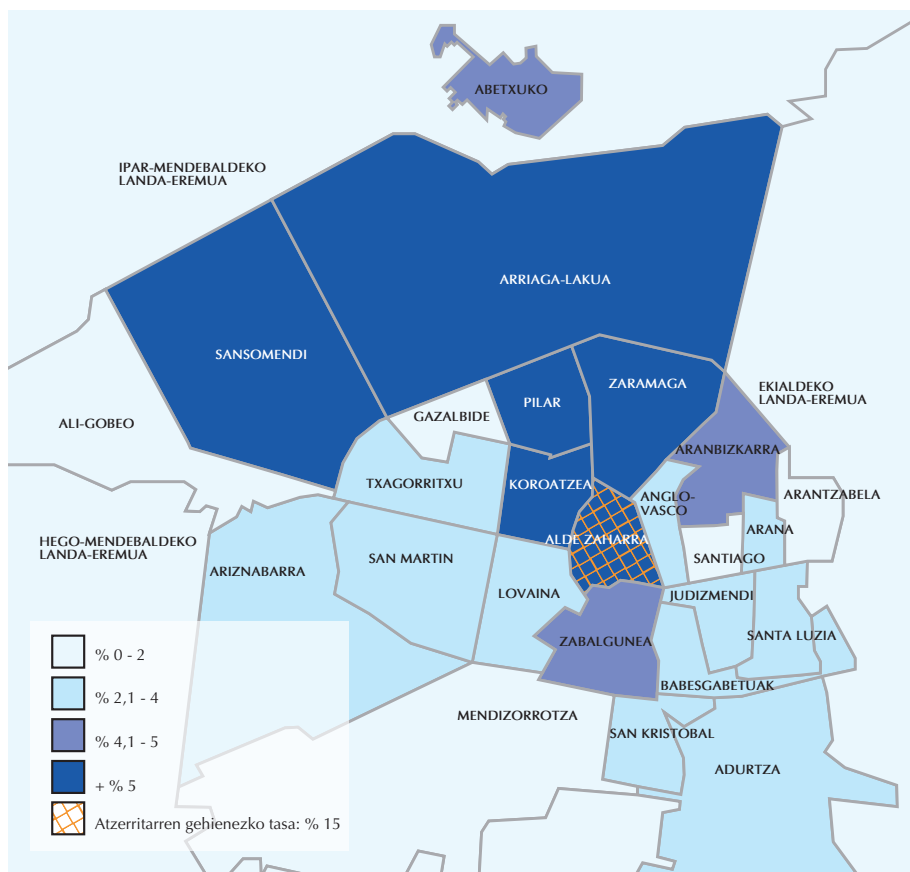 ABETXUKO
IPAR-MENDEBALDEKO
LANDA-EREMUA
ARRIAGA-LAKUA
SANSOMENDI
ZARAMAGA
EKIALDEKO
LANDA-EREMUA
PILAR
GAZALBIDE
ALI-GOBEO
ARANBIZKARRA
TXAGORRITXU
KOROATZEA
ANGLO-
VASCO
ARANTZABELA
ARANA
HEGO-MENDEBALDEKO
LANDA-EREMUA
ALDE ZAHARRA
SAN MARTIN
SANTIAGO
ARIZNABARRA
LOVAINA
JUDIZMENDI
SANTA LUZIA
ZABALGUNEA
BABESGABETUAK
MENDIZORROTZA
SAN KRISTOBAL
ADURTZA
% 0 - 2
% 2,1 - 4
% 4,1 - 5
+ % 5
Atzerritarren gehienezko tasa: % 15